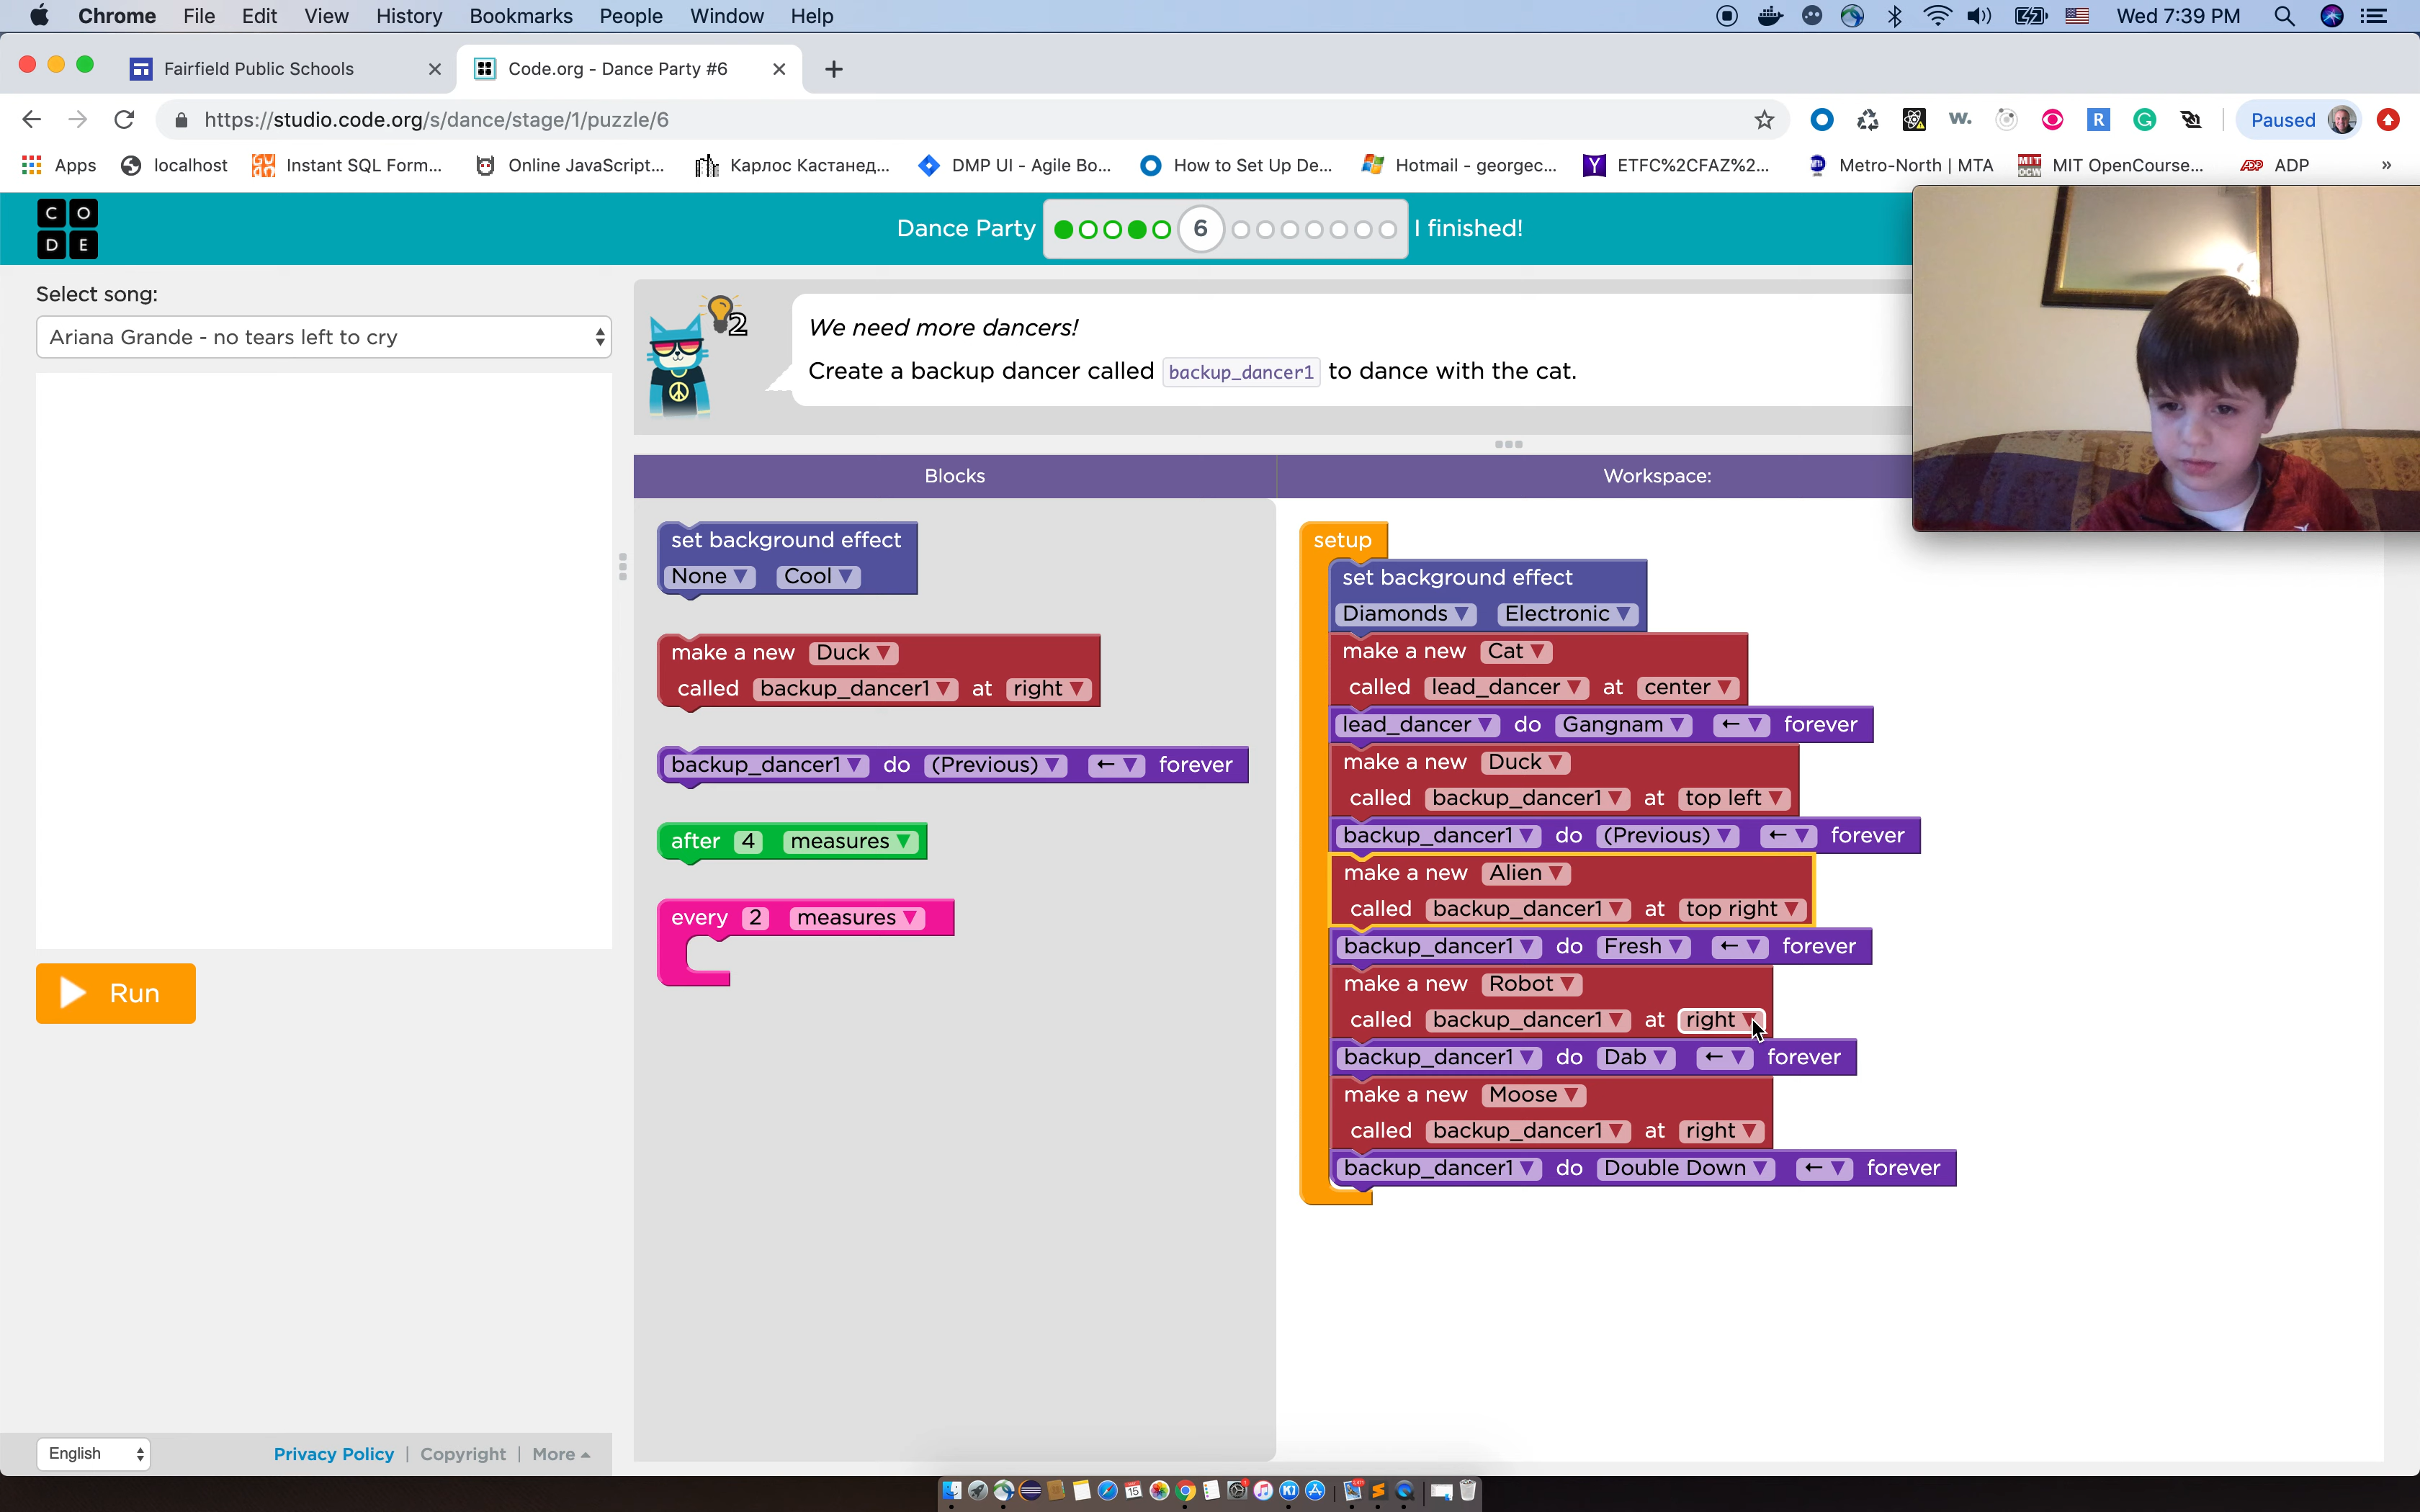 Chrome File Edit View History Bookmarks People Window Help Wed 7:39 PM
Fairfield Public Schools Code.org - Dance Party #6
https://studio.code.org/s/dance/stage/1/puzzle/6 w. R Paused
Apps localhost Instant SQL Form... Online JavaScript... Карлос Кастанед... DMP UI - Agile Bo... How to Set Up De... Hotmail - georgec... ETFC%2CFAZ%2... Metro-North | MTA MIT OpenCourse... ADP »
C O
D E
Dance Party 6 I finished!
Select song:
Ariana Grande - no tears left to cry
2
We need more dancers!
Create a backup dancer called backup_dancer1 to dance with the cat.
Blocks
set background effect
None Cool
make a new Duck
called backup_dancer1 at right
backup_dancer1 do (Previous) ← forever
after 4 measures
every 2 measures
Workspace:
setup
set background effect
Diamonds Electronic
make a new Cat
called lead_dancer at center
lead_dancer do Gangnam ← forever
make a new Duck
called backup_dancer1 at top left
backup_dancer1 do (Previous) ← forever
make a new Alien
called backup_dancer1 at top right
backup_dancer1 do Fresh ← forever
make a new Robot
called backup_dancer1 at right
backup_dancer1 do Dab ← forever
make a new Moose
called backup_dancer1 at right
backup_dancer1 do Double Down ← forever
Run
English Privacy Policy | Copyright | More